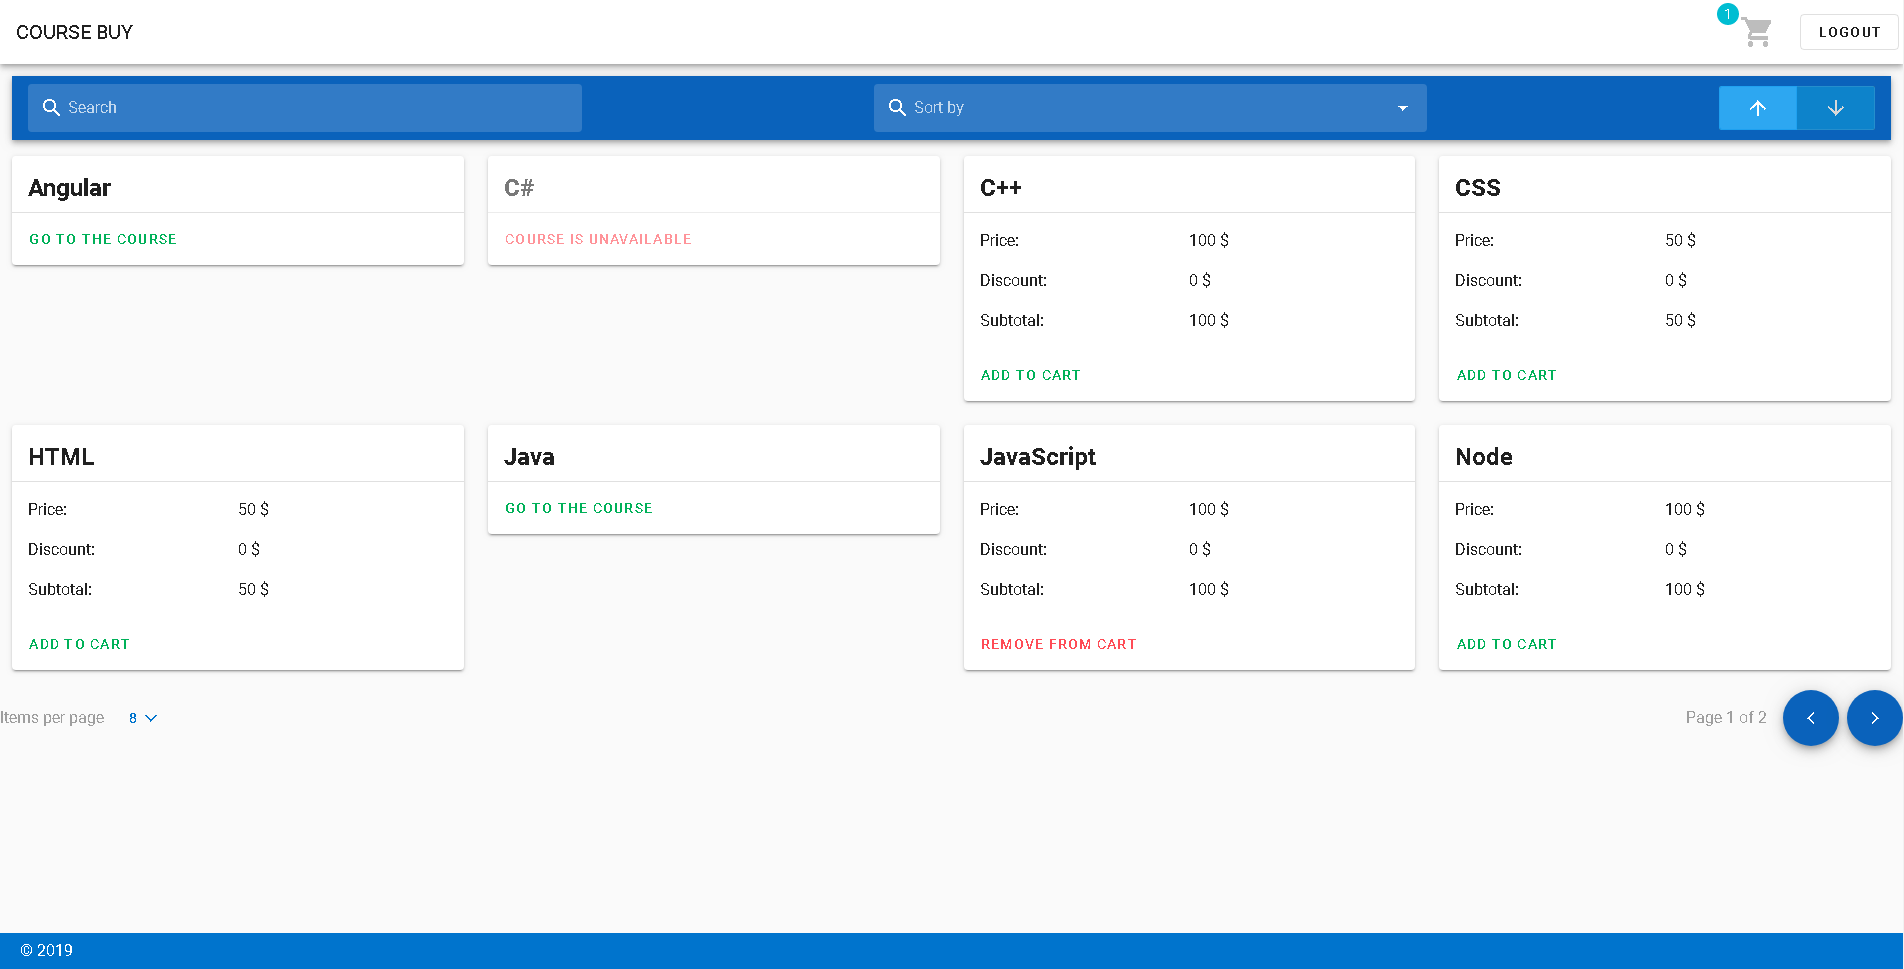 COURSE BUY
1
LOGOUT
Search
Sort by
Angular
GO TO THE COURSE
C#
COURSE IS UNAVAILABLE
C++
Price: 100 $
Discount: 0 $
Subtotal: 100 $
ADD TO CART
CSS
Price: 50 $
Discount: 0 $
Subtotal: 50 $
ADD TO CART
HTML
Price: 50 $
Discount: 0 $
Subtotal: 50 $
ADD TO CART
Java
GO TO THE COURSE
JavaScript
Price: 100 $
Discount: 0 $
Subtotal: 100 $
REMOVE FROM CART
Node
Price: 100 $
Discount: 0 $
Subtotal: 100 $
ADD TO CART
Items per page 8
Page 1 of 2
© 2019